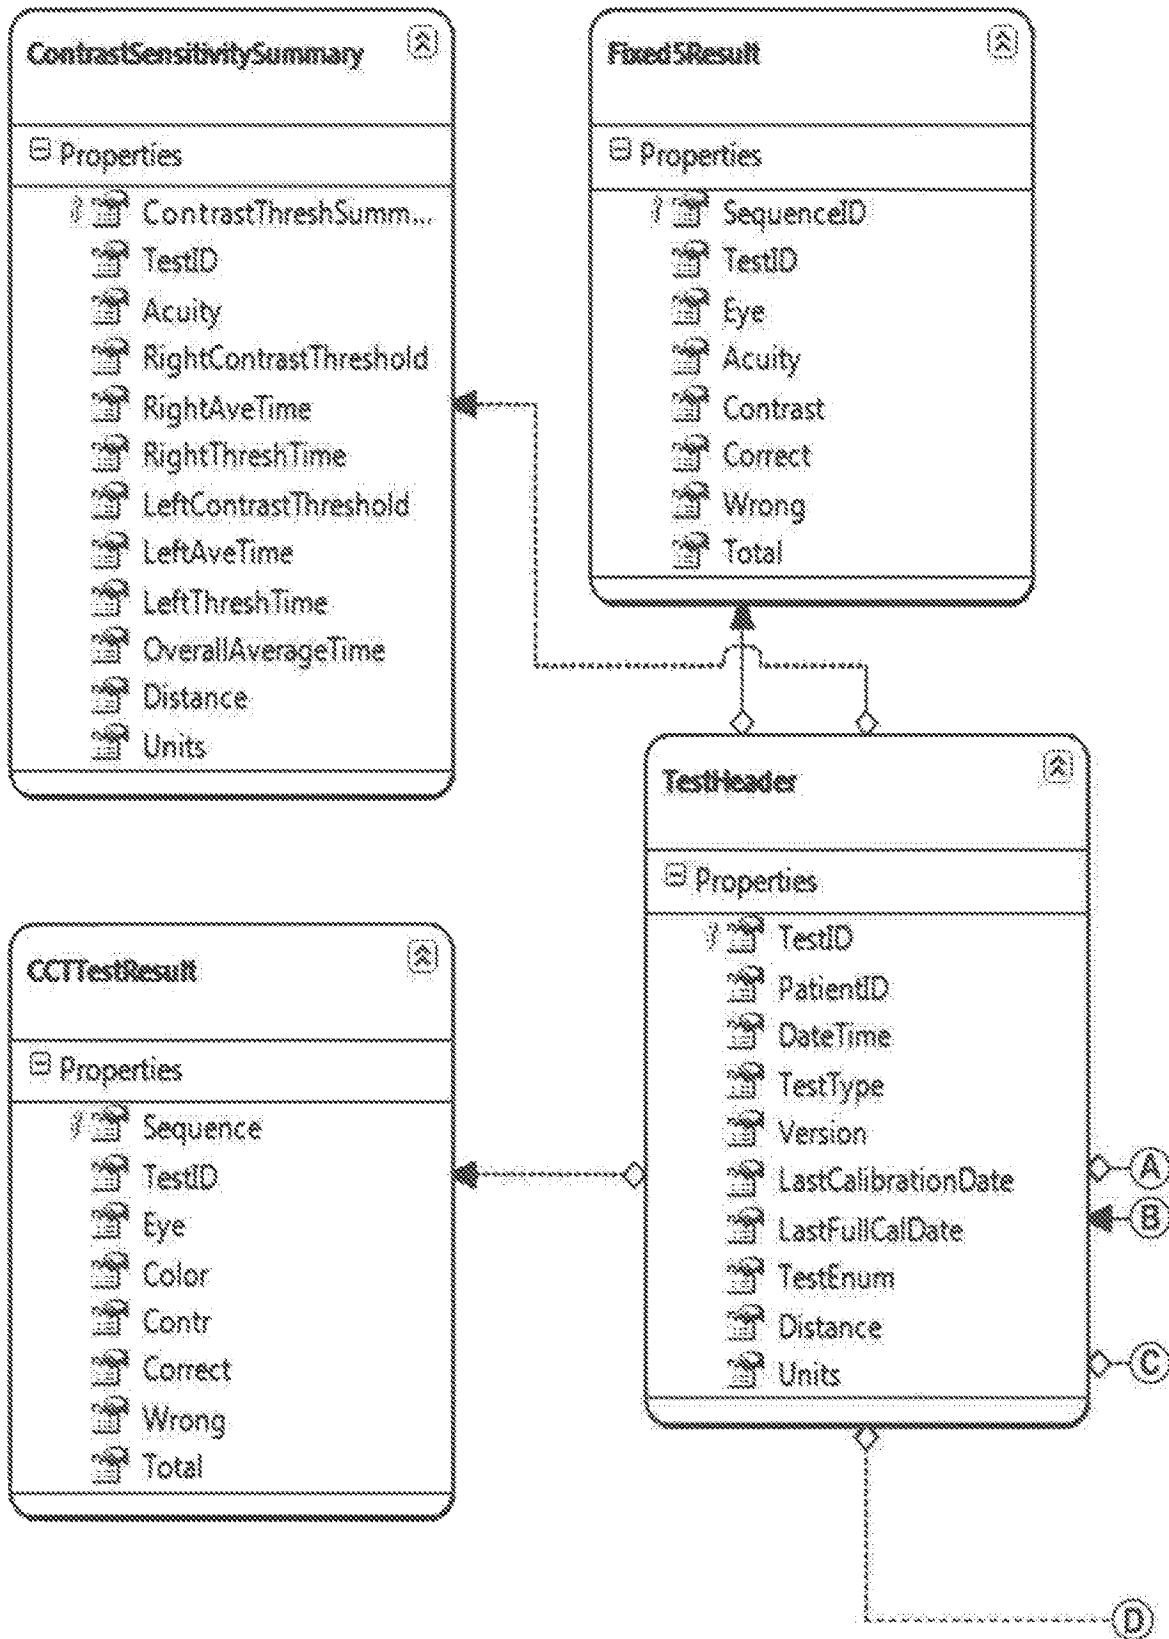 ContrastSensitivitySummary
Properties
ContrastThreshSumm...
TestID
Acuity
RightContrastThreshold
RightAveTime
RightThreshTime
LeftContrastThreshold
LeftAveTime
LeftThreshTime
OverallAverageTime
Distance
Units
Fixed5Result
Properties
SequenceID
TestID
Eye
Acuity
Contrast
Correct
Wrong
Total
TestHeader
Properties
TestID
PatientID
DateTime
TestType
Version
LastCalibrationDate
LastFullCalDate
TestEnum
Distance
Units
A
B
C
D
CCTTestResult
Properties
Sequence
TestID
Eye
Color
Contr
Correct
Wrong
Total